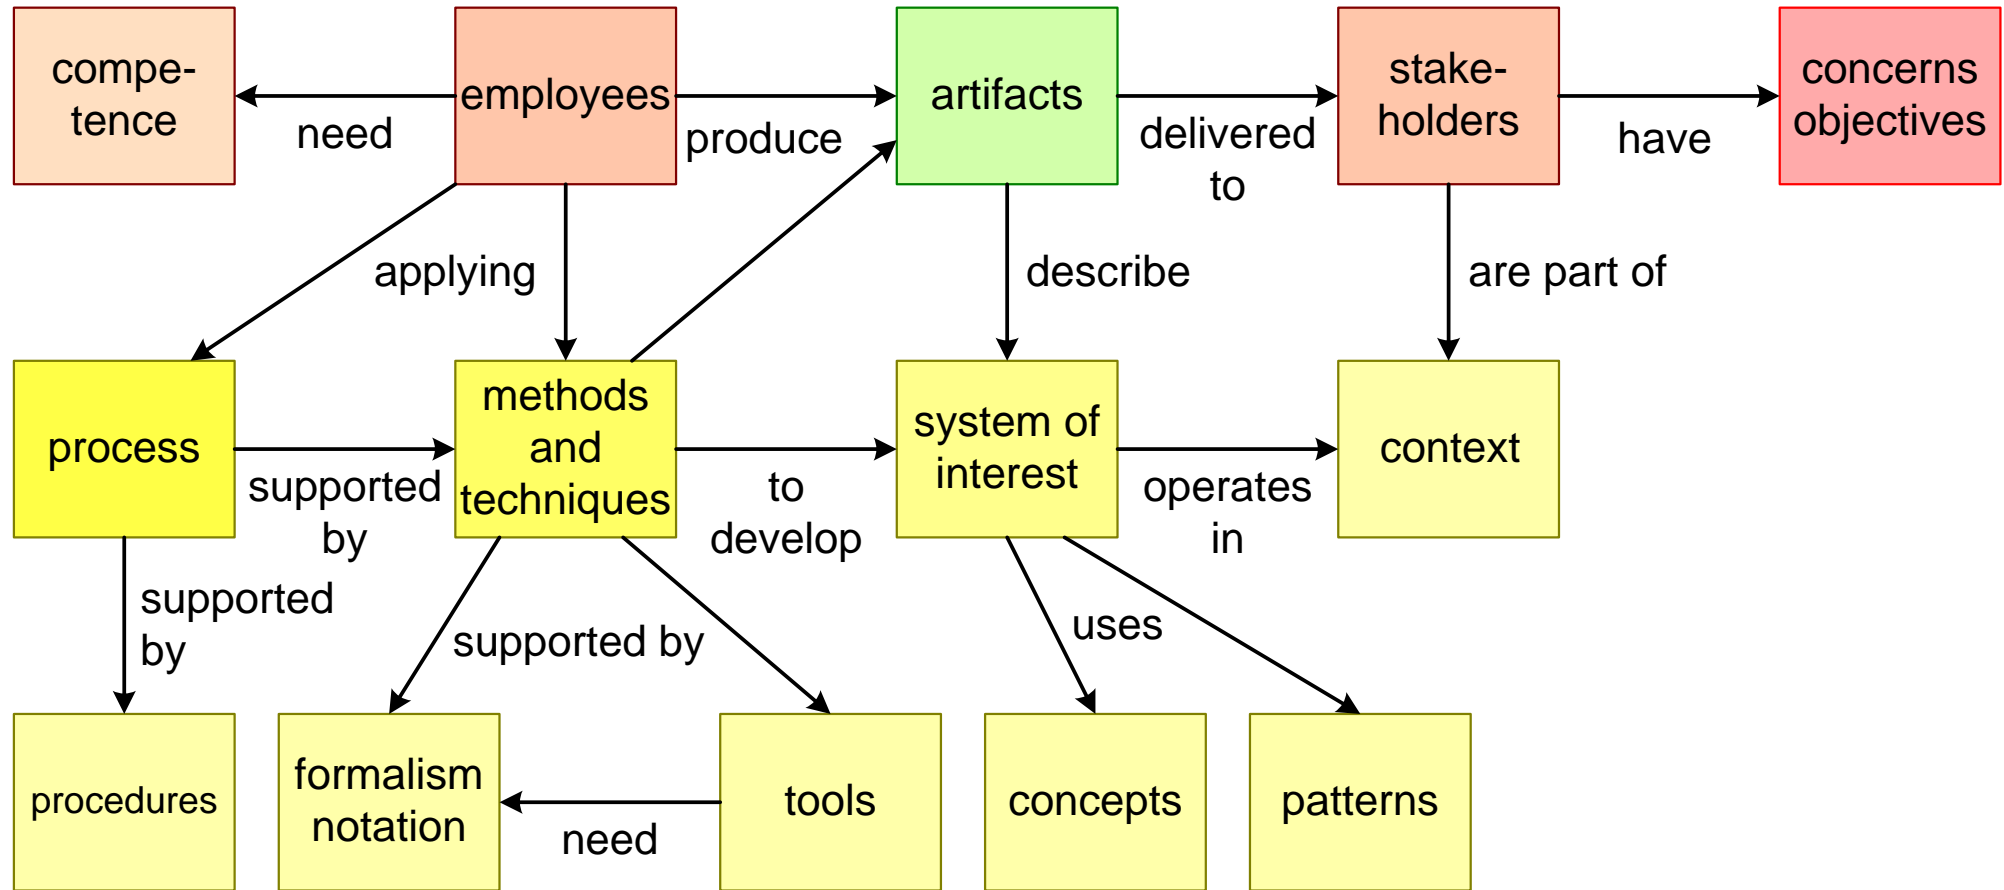 compe-
tence
employees
artifacts
stake-
holders
concerns
objectives
need
produce
delivered
to
have
applying
describe
are part of
process
methods
and
techniques
system of
interest
context
supported
by
to
develop
operates
in
supported
by
supported by
uses
procedures
formalism
notation
tools
concepts
patterns
need